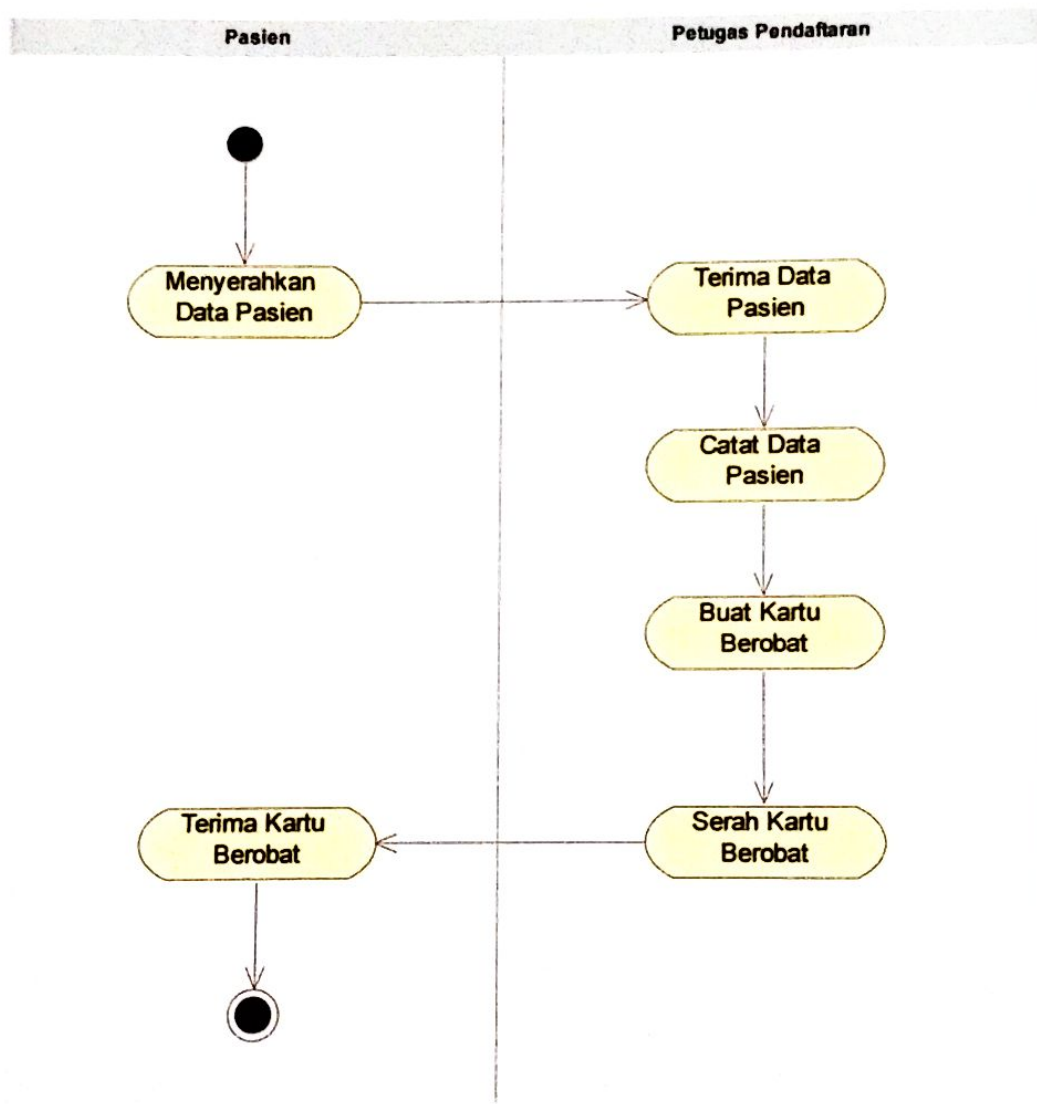 Pasien
Petugas Pendaftaran
Menyerahkan
Data Pasien
Terima Data
Pasien
Catat Data
Pasien
Buat Kartu
Berobat
Serah Kartu
Berobat
Terima Kartu
Berobat